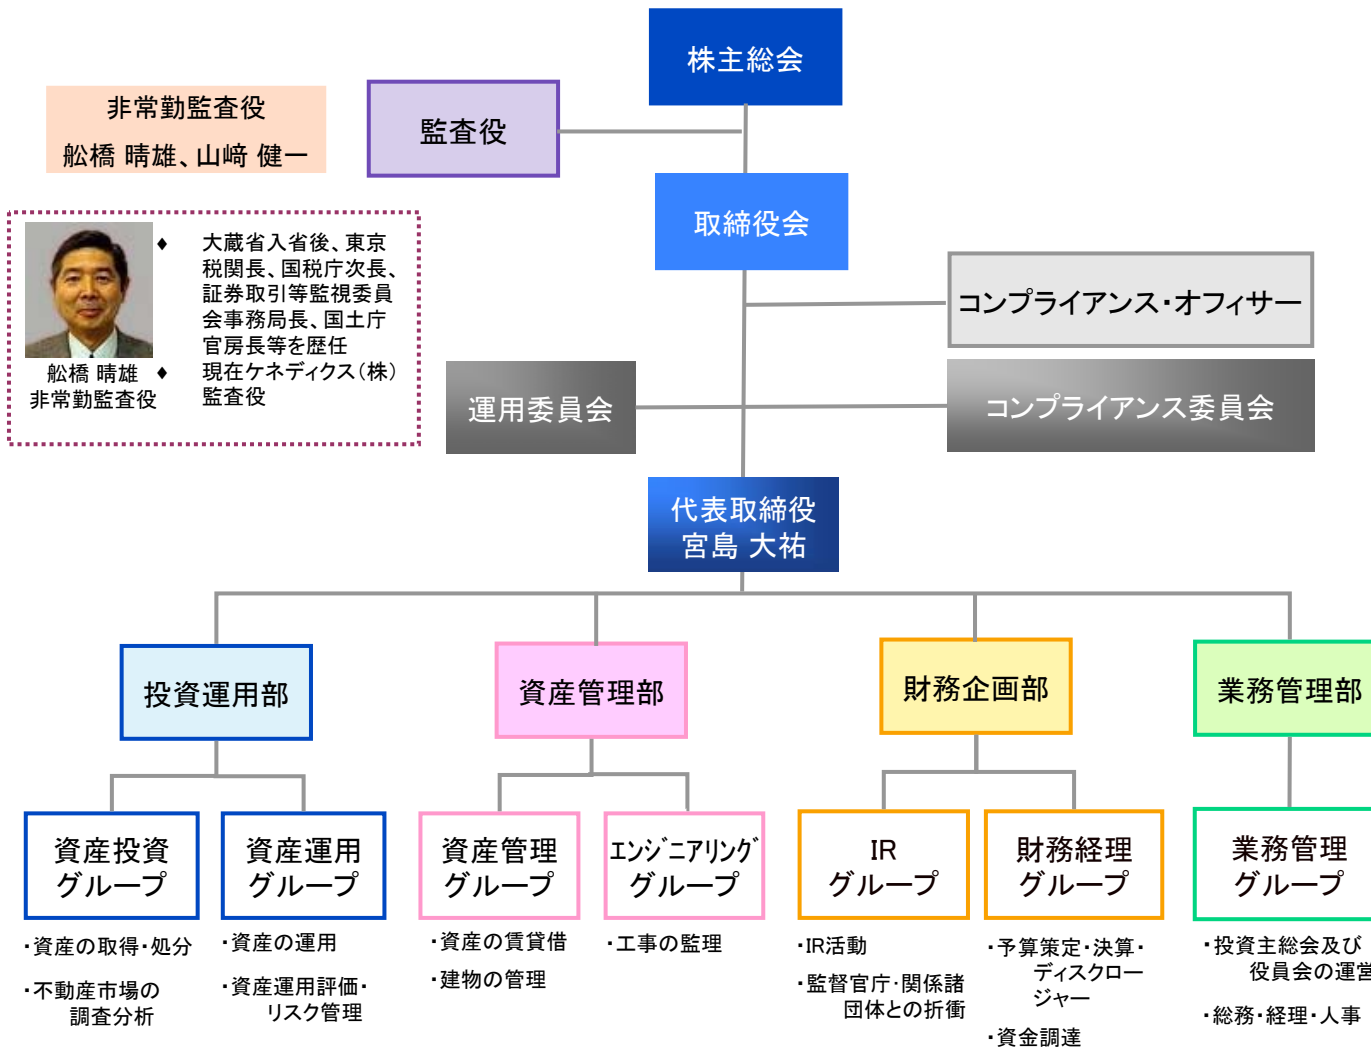 株主総会
非常勤監査役
舩橋 晴雄、山﨑 健一
監査役
取締役会
♦ 大蔵省入省後、東京
税関長、国税庁次長、
証券取引等監視委員
会事務局長、国土庁
官房長等を歴任
♦ 現在ケネディクス(株)
監査役
舩橋 晴雄
非常勤監査役
コンプライアンス・オフィサー
運用委員会
コンプライアンス委員会
代表取締役
宮島 大祐
投資運用部
資産管理部
財務企画部
業務管理部
資産投資
グループ
資産運用
グループ
資産管理
グループ
エンジニアリング
グループ
IR
グループ
財務経理
グループ
業務管理
グループ
・資産の取得・処分
・不動産市場の
調査分析
・資産の運用
・資産運用評価・
リスク管理
・資産の賃貸借
・建物の管理
・工事の監理
・IR活動
・監督官庁・関係諸
団体との折衝
・予算策定・決算・
ディスクロー
ジャー
・資金調達
・投資主総会及び
役員会の運営
・総務・経理・人事